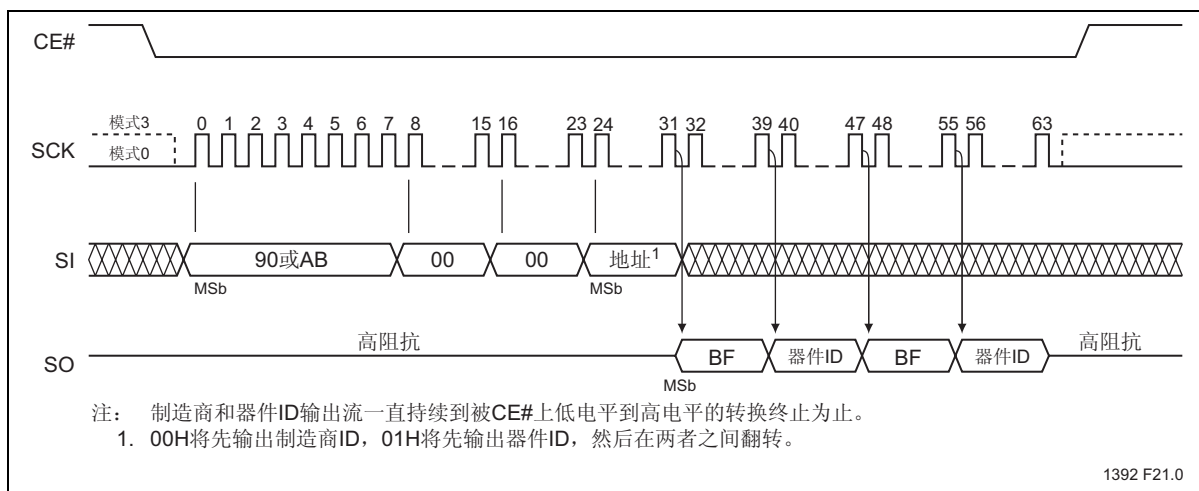 CE#
模式3
0 1 2 3 4 5 6 7 8 15 16 23 24 31 32 39 40 47 48 55 56 63
SCK
模式0
SI
90或AB
00
00
地址1
MSb
MSb
高阻抗
高阻抗
SO
BF
器件ID
BF
器件ID
MSb
注： 制造商和器件ID输出流一直持续到被CE#上低电平到高电平的转换终止为止。
1. 00H将先输出制造商ID，01H将先输出器件ID，然后在两者之间翻转。
1392 F21.0